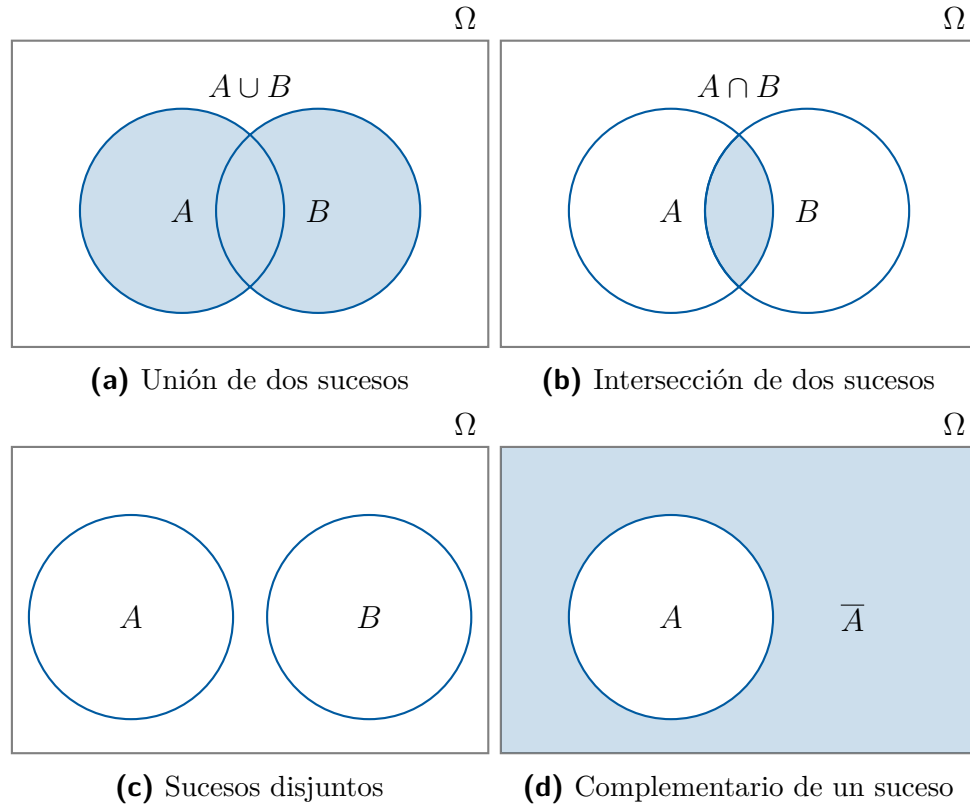 Ω
A ∪ B
A B
(a) Unión de dos sucesos
Ω
A ∩ B
A B
(b) Intersección de dos sucesos
Ω
A B
(c) Sucesos disjuntos
Ω
A A̅
(d) Complementario de un suceso